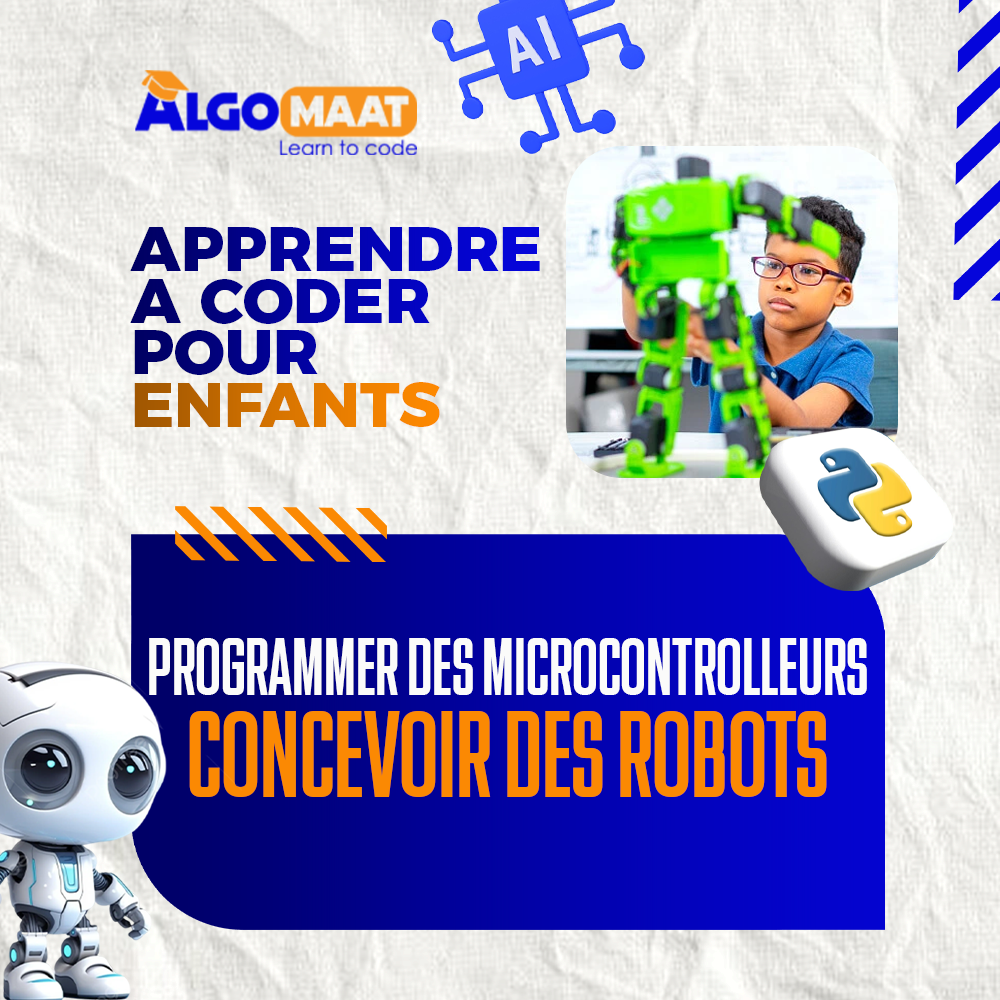 AI
ALGOMAAT
Learn to code
APPRENDRE
A CODER
POUR
ENFANTS
PROGRAMMER DES MICROCONTROLLEURS
CONCEVOIR DES ROBOTS